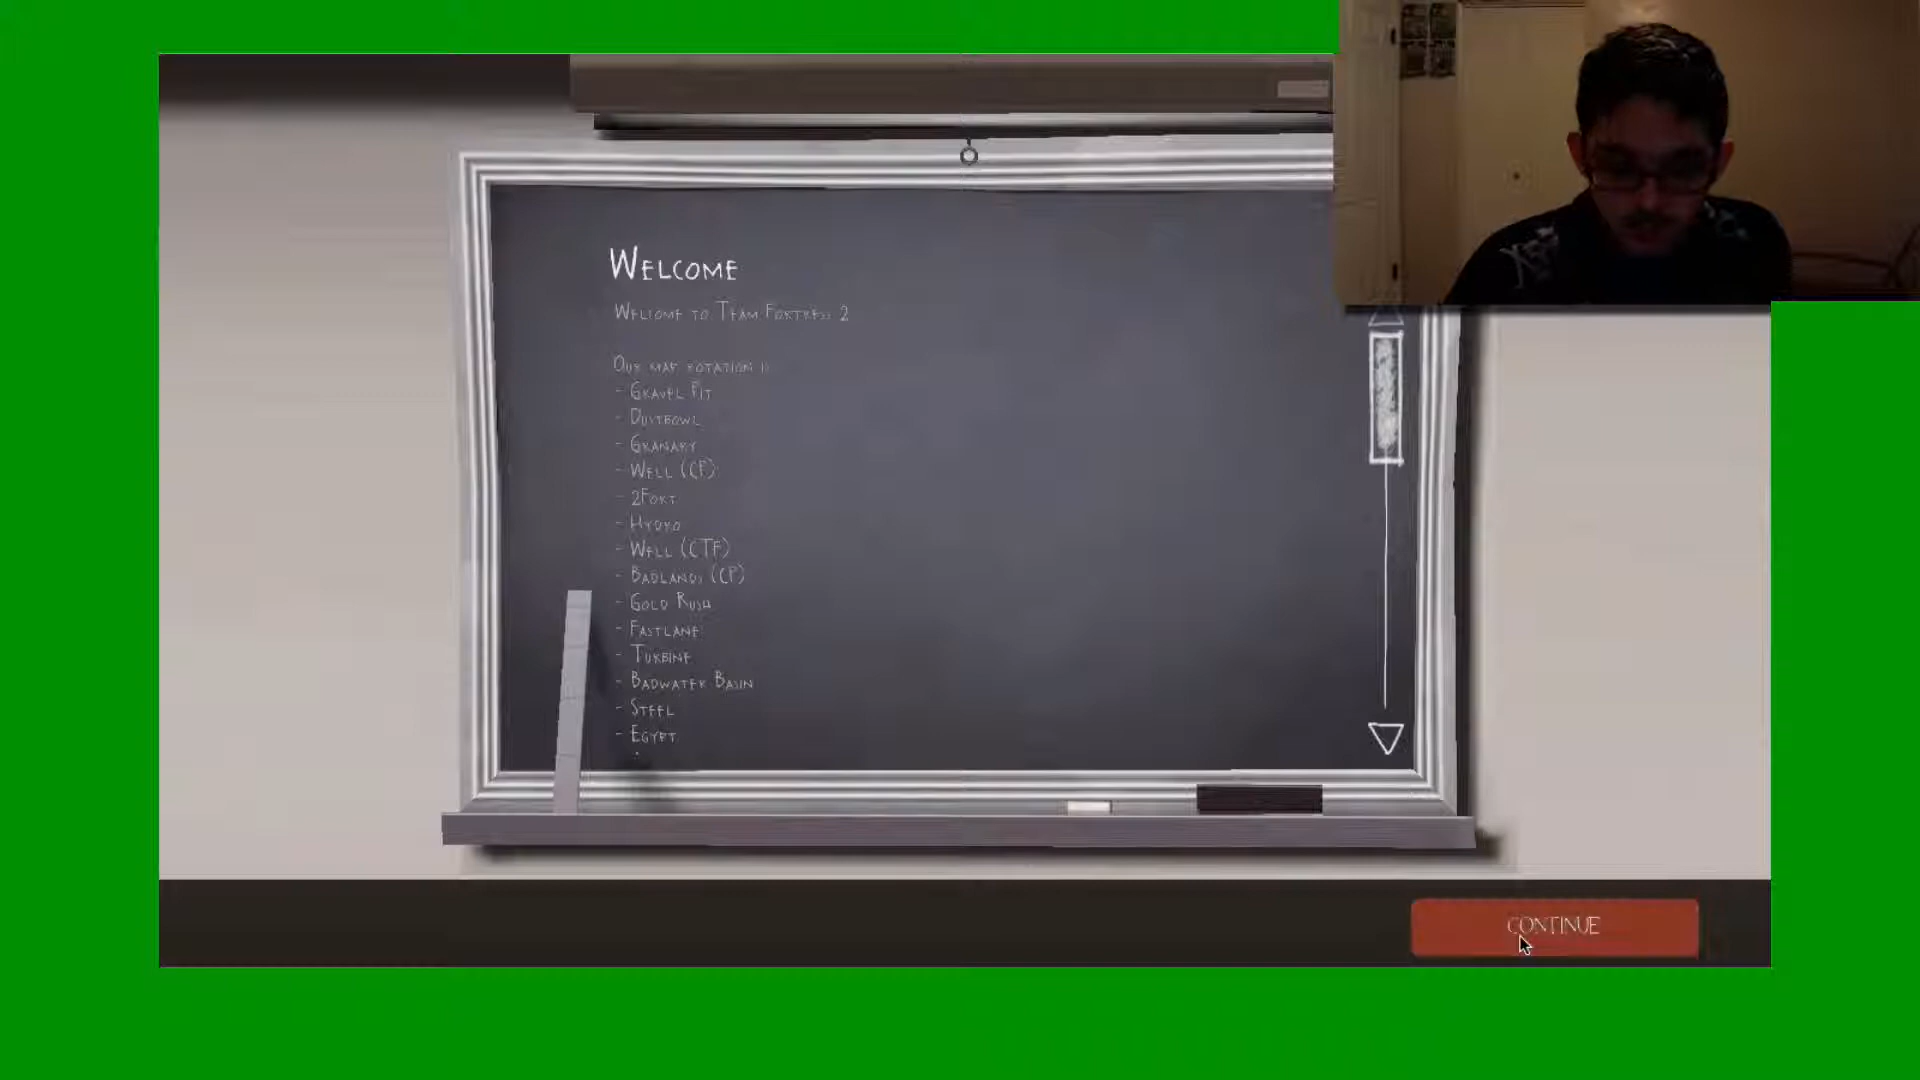 Welcome
Welcome to Team Fortress 2
Our map rotation is
- Gravel Pit
- Dustbowl
- Granary
- Well (CP)
- 2Fort
- Hydro
- Well (CTF)
- Badlands (CP)
- Gold Rush
- Fastlane
- Turbine
- Badwater Basin
- Steel
- Egypt
CONTINUE